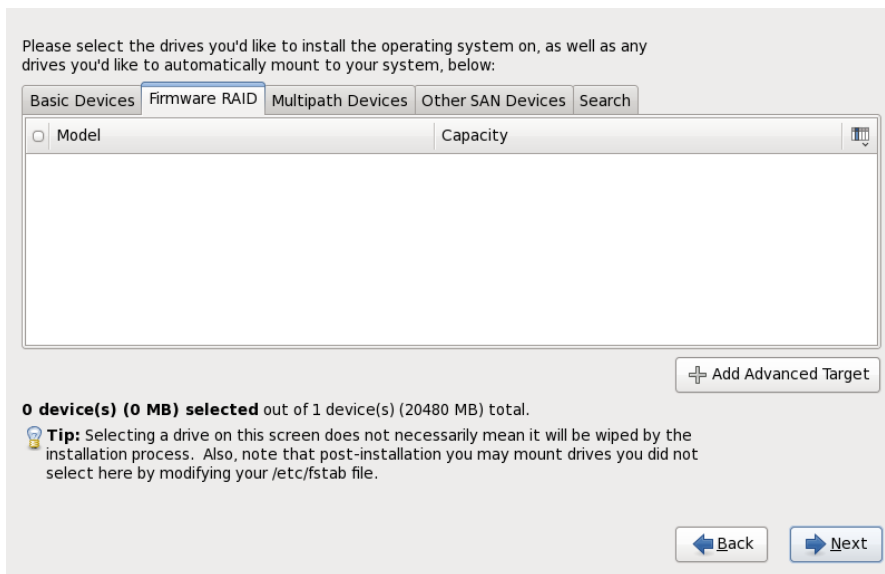 Please select the drives you'd like to install the operating system on, as well as any
drives you'd like to automatically mount to your system, below:
Basic Devices Firmware RAID Multipath Devices Other SAN Devices Search
Model Capacity
Add Advanced Target
0 device(s) (0 MB) selected out of 1 device(s) (20480 MB) total.
Tip: Selecting a drive on this screen does not necessarily mean it will be wiped by the
installation process. Also, note that post-installation you may mount drives you did not
select here by modifying your /etc/fstab file.
Back Next